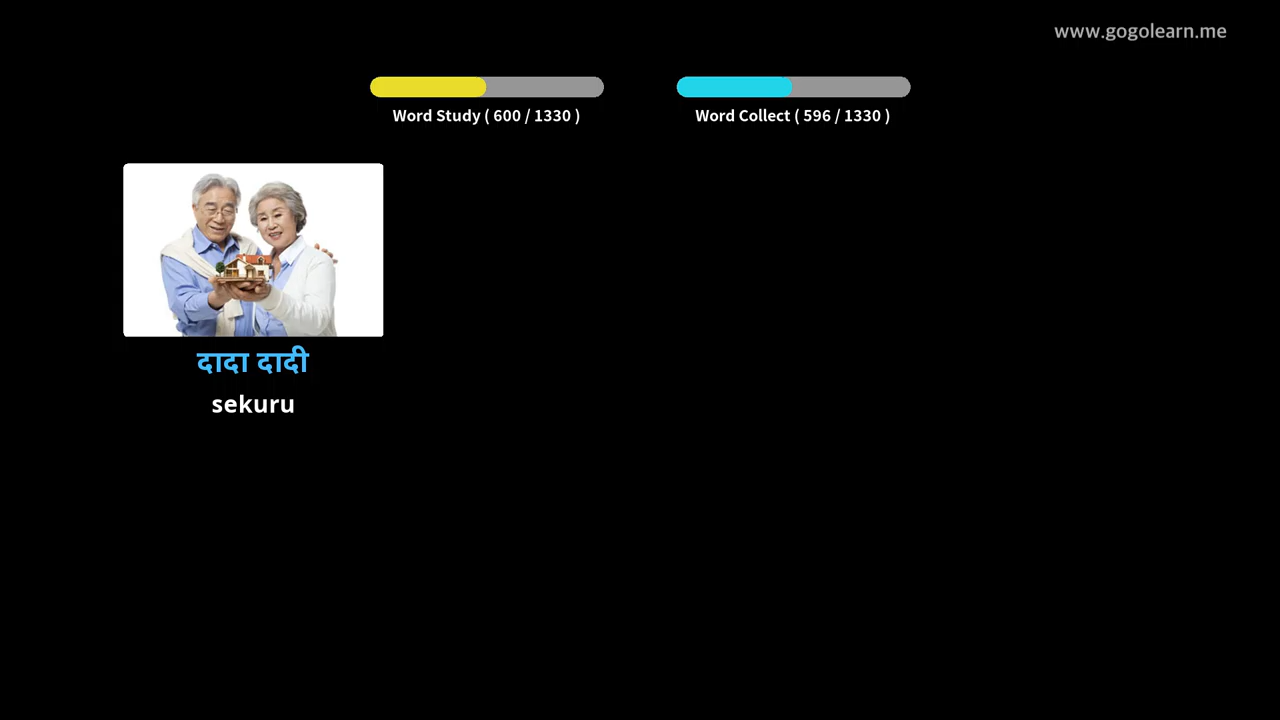 www.gogolearn.me
Word Study ( 600 / 1330 )
Word Collect ( 596 / 1330 )
दादा दादी
sekuru